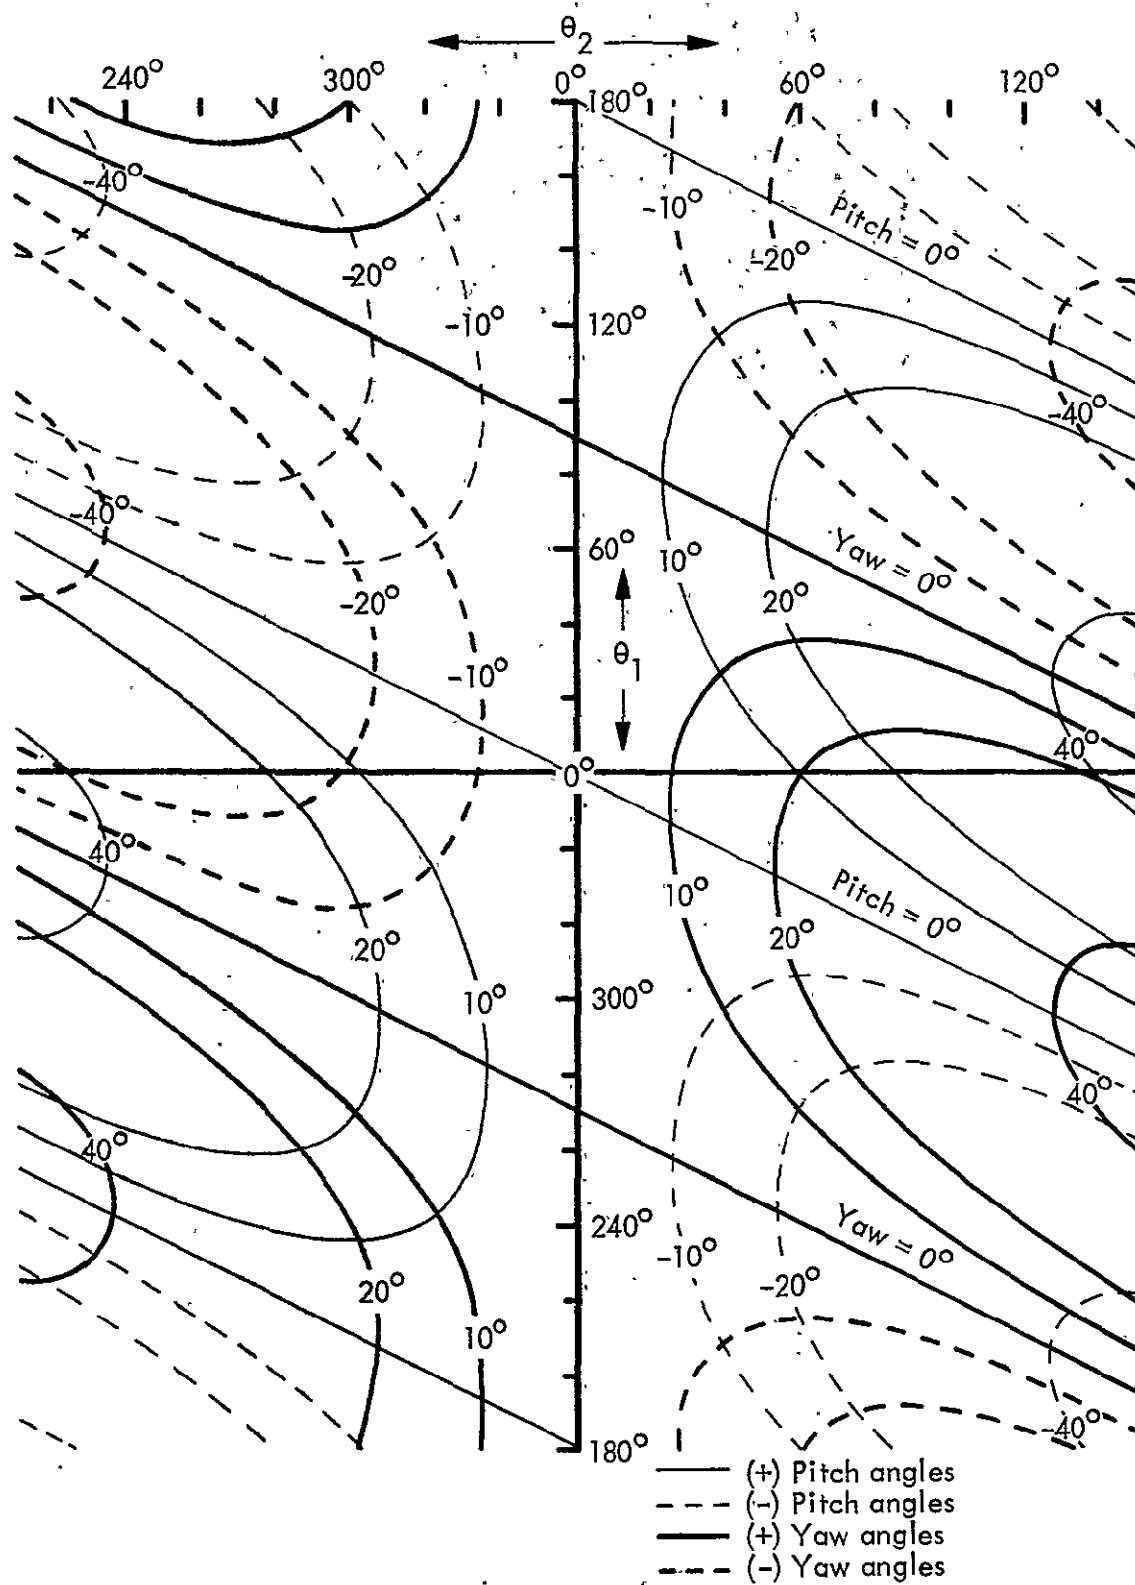 θ2
240° 300° 0° 60° 120°
180°
-40°
-10°
Pitch = 0°
-20°
-20°
-10°
120°
-40°
-40°
60°
10°
Yaw = 0°
-20°
20°
θ1
-10°
40°
0°
40°
10°
Pitch = 0°
20°
20°
10°
300°
40°
40°
240°
Yaw = 0°
-10°
20°
-20°
10°
-40°
180°
(+) Pitch angles
(-) Pitch angles
(+) Yaw angles
(-) Yaw angles